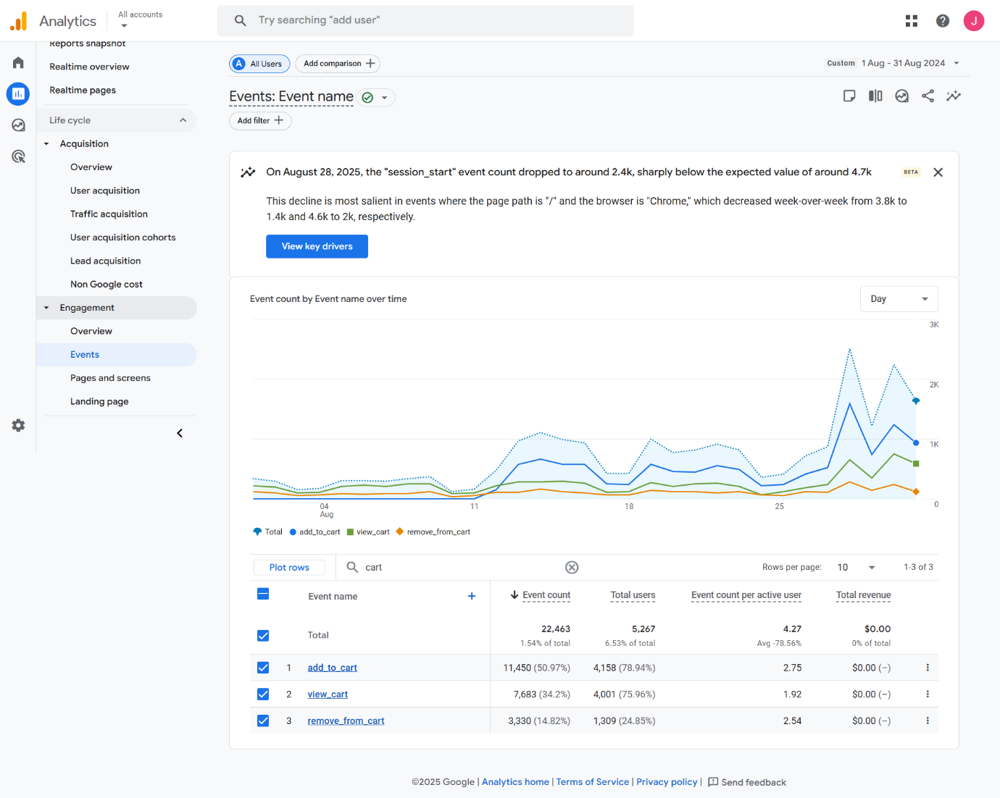 Analytics
All accounts
Try searching "add user"
J
Reports snapshot
Realtime overview
Realtime pages
Life cycle
Acquisition
Overview
User acquisition
Traffic acquisition
User acquisition cohorts
Lead acquisition
Non Google cost
Engagement
Overview
Events
Pages and screens
Landing page
A All Users
Add comparison
Custom 1 Aug - 31 Aug 2024
Events: Event name
Add filter
On August 28, 2025, the "session_start" event count dropped to around 2.4k, sharply below the expected value of around 4.7k
BETA
This decline is most salient in events where the page path is "/" and the browser is "Chrome," which decreased week-over-week from 3.8k to
1.4k and 4.6k to 2k, respectively.
View key drivers
Event count by Event name over time
Day
3K
2K
1K
0
04
Aug
11
18
25
Total add_to_cart view_cart remove_from_cart
Plot rows
cart
Rows per page: 10 1-3 of 3
Event name + Event count Total users Event count per active user Total revenue
Total 22,463 5,267 4.27 $0.00
1.54% of total 6.53% of total Avg -78.56% 0% of total
1 add_to_cart 11,450 (50.97%) 4,158 (78.94%) 2.75 $0.00 (–)
2 view_cart 7,683 (34.2%) 4,001 (75.96%) 1.92 $0.00 (–)
3 remove_from_cart 3,330 (14.82%) 1,309 (24.85%) 2.54 $0.00 (–)
©2025 Google | Analytics home | Terms of Service | Privacy policy | Send feedback